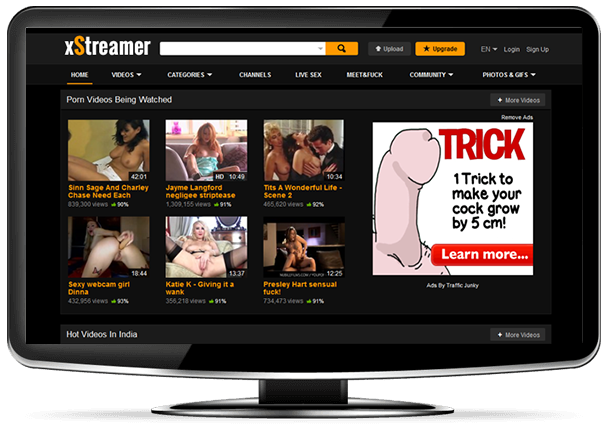 xStreamer
Upload
Upgrade
EN
Login
Sign Up
HOME
VIDEOS
CATEGORIES
CHANNELS
LIVE SEX
MEET&FUCK
COMMUNITY
PHOTOS & GIFS
Porn Videos Being Watched
+ More Videos
Remove Ads
42:01
HD 10:49
10:34
Sinn Sage And Charley
Chase Need Each
839,300 views 90%
Jayme Langford
negligee striptease
1,309,155 views 91%
Tits A Wonderful Life -
Scene 2
465,620 views 92%
18:44
13:37
12:25
Sexy webcam girl
Dinna
432,956 views 93%
Katie K - Giving it a
wank
356,218 views 91%
Presley Hart sensual
fuck!
734,473 views 91%
TRICK
1 Trick to
make your
cock grow
by 5 cm!
Learn more...
Ads By Traffic Junky
Hot Videos In India
+ More Videos